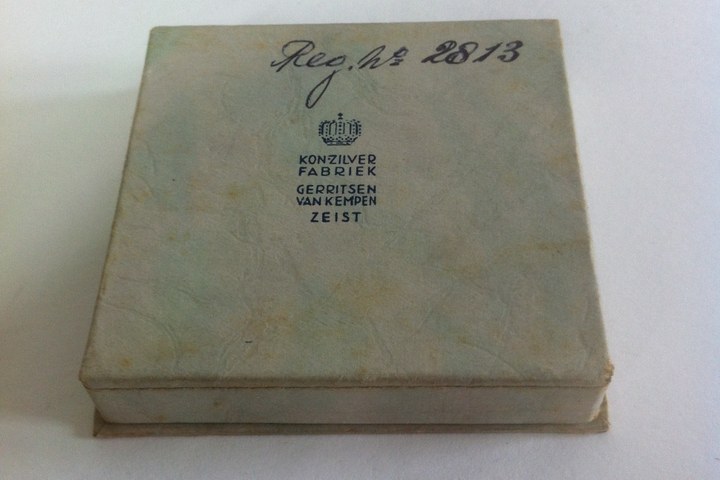 Reg. No 2813
KON. ZILVER
FABRIEK
GERRITSEN
VAN KEMPEN
ZEIST